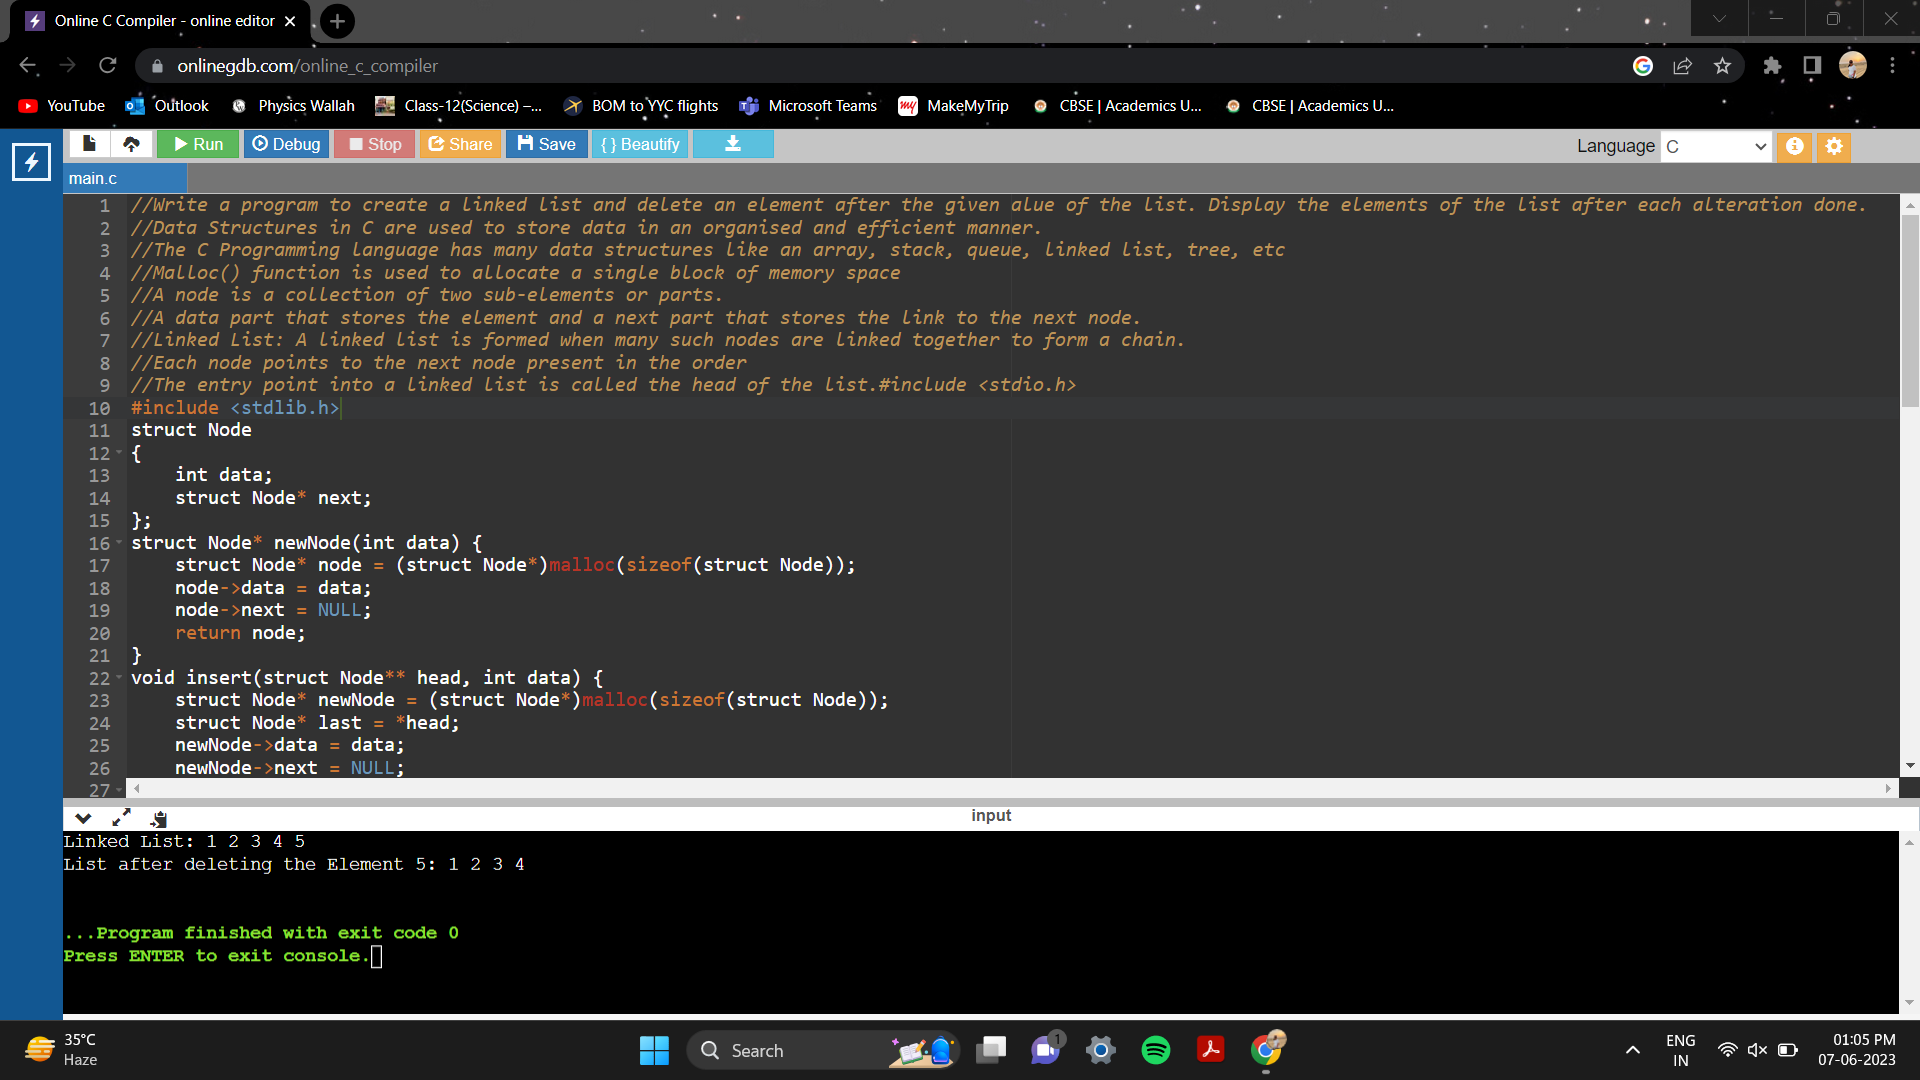 Online C Compiler - online editor
onlinegdb.com/online_c_compiler
YouTube Outlook Physics Wallah Class-12(Science) –... BOM to YYC flights Microsoft Teams MakeMyTrip CBSE | Academics U... CBSE | Academics U...
Run Debug Stop Share Save { } Beautify Language C
main.c
1 //Write a program to create a linked list and delete an element after the given alue of the list. Display the elements of the list after each alteration done.
2 //Data Structures in C are used to store data in an organised and efficient manner.
3 //The C Programming language has many data structures like an array, stack, queue, linked list, tree, etc
4 //Malloc() function is used to allocate a single block of memory space
5 //A node is a collection of two sub-elements or parts.
6 //A data part that stores the element and a next part that stores the link to the next node.
7 //Linked List: A linked list is formed when many such nodes are linked together to form a chain.
8 //Each node points to the next node present in the order
9 //The entry point into a linked list is called the head of the list.#include <stdio.h>
10 #include <stdlib.h>
11 struct Node
12 {
13     int data;
14     struct Node* next;
15 };
16 struct Node* newNode(int data) {
17     struct Node* node = (struct Node*)malloc(sizeof(struct Node));
18     node->data = data;
19     node->next = NULL;
20     return node;
21 }
22 void insert(struct Node** head, int data) {
23     struct Node* newNode = (struct Node*)malloc(sizeof(struct Node));
24     struct Node* last = *head;
25     newNode->data = data;
26     newNode->next = NULL;
27
input
Linked List: 1 2 3 4 5
List after deleting the Element 5: 1 2 3 4
...Program finished with exit code 0
Press ENTER to exit console.
35°C
Haze
Search
1
ENG
IN
01:05 PM
07-06-2023